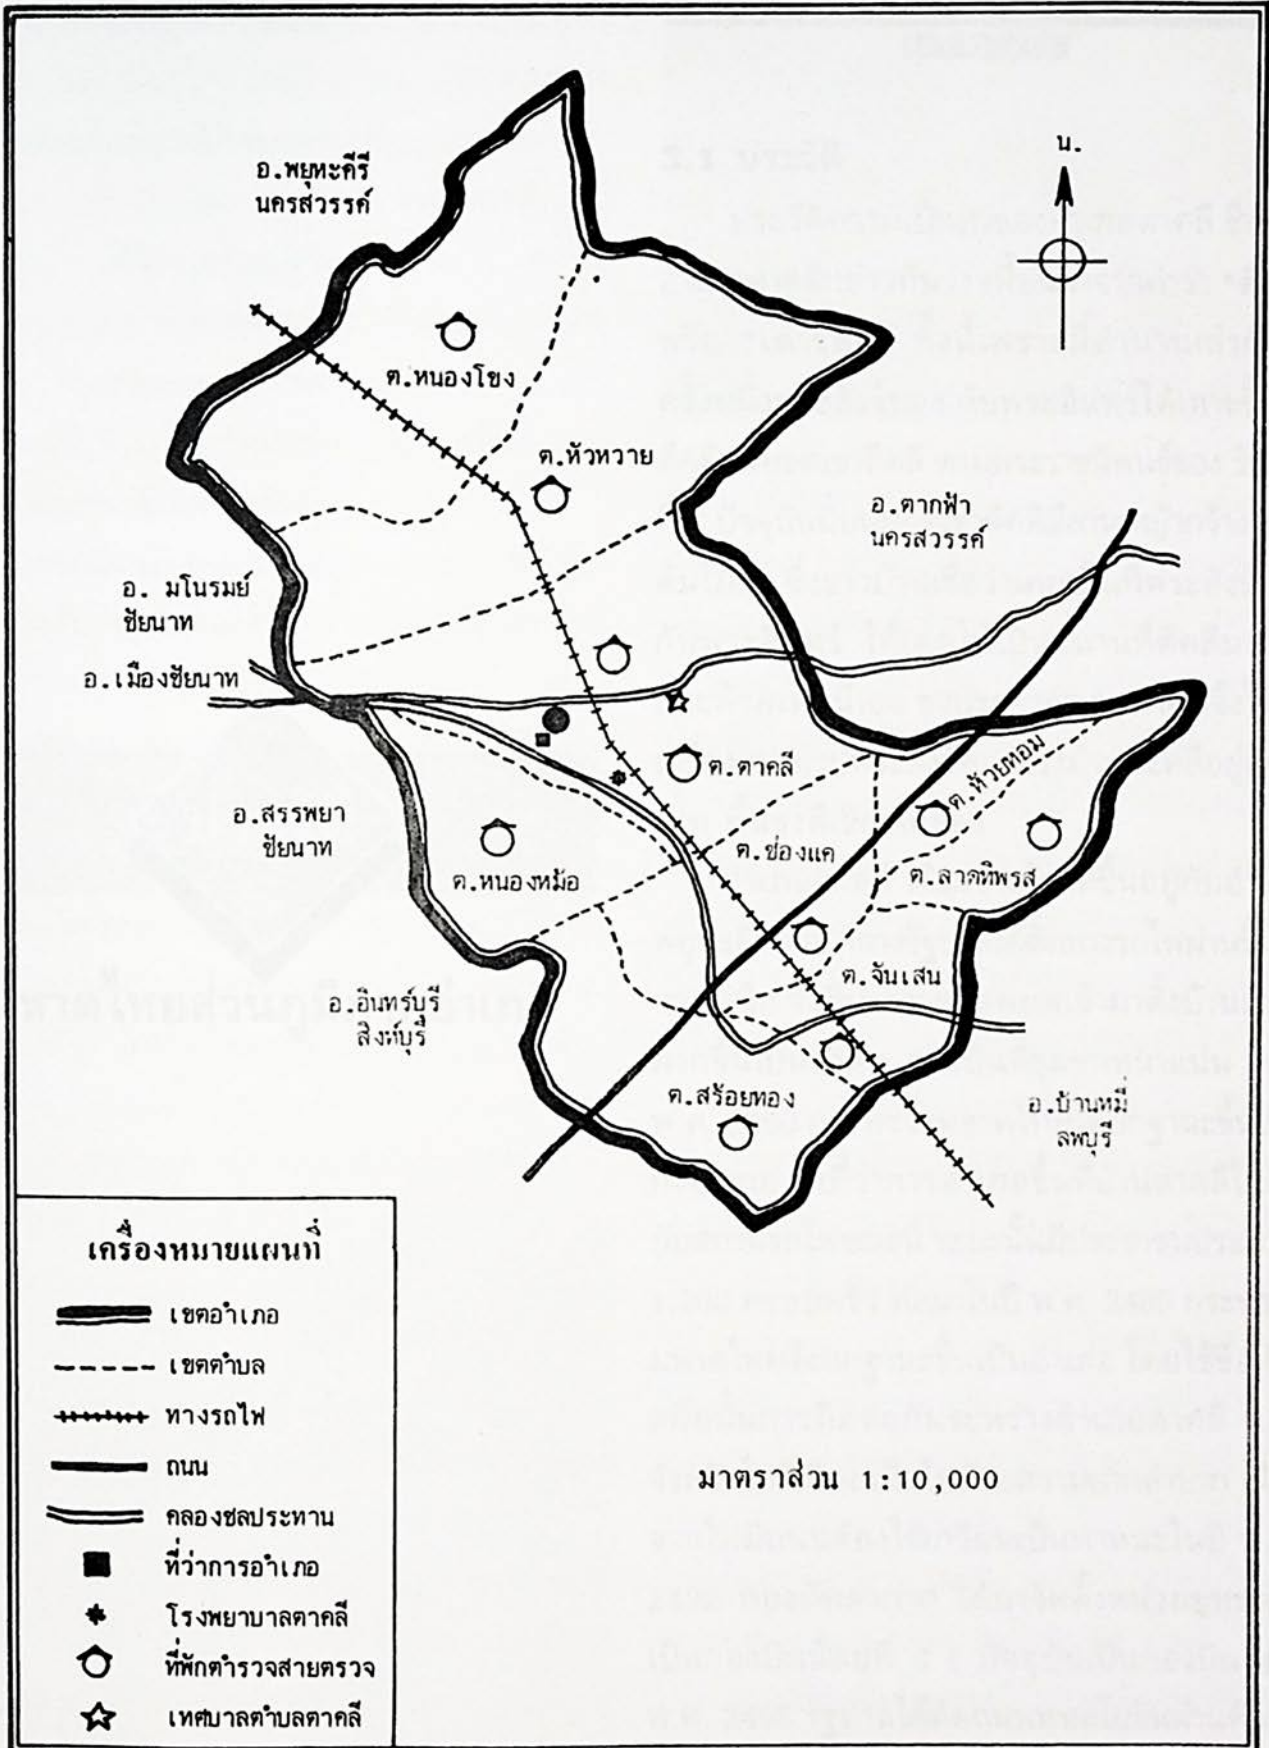 น.
อ.พยุหะคีรี
นครสวรรค์
ต.หนองโพง
ต.หัวหวาย
อ.ตากฟ้า
นครสวรรค์
อ. มโนรมย์
ชัยนาท
อ.เมืองชัยนาท
ต.ตาคลี
ต.ห้วยหอม
อ.สรรพยา
ชัยนาท
ต.ช่องแค
ต.หนองหม้อ
ต.ลาดทิพรส
ต.จันเสน
อ.อินทร์บุรี
สิงห์บุรี
ต.สร้อยทอง
อ.บ้านหมี่
ลพบุรี
เครื่องหมายแผนที่
เขตอำเภอ
เขตตำบล
ทางรถไฟ
ถนน
คลองชลประทาน
ที่ว่าการอำเภอ
โรงพยาบาลตาคลี
ที่พักตำรวจสายตรวจ
เทศบาลตำบลตาคลี
มาตราส่วน 1:10,000